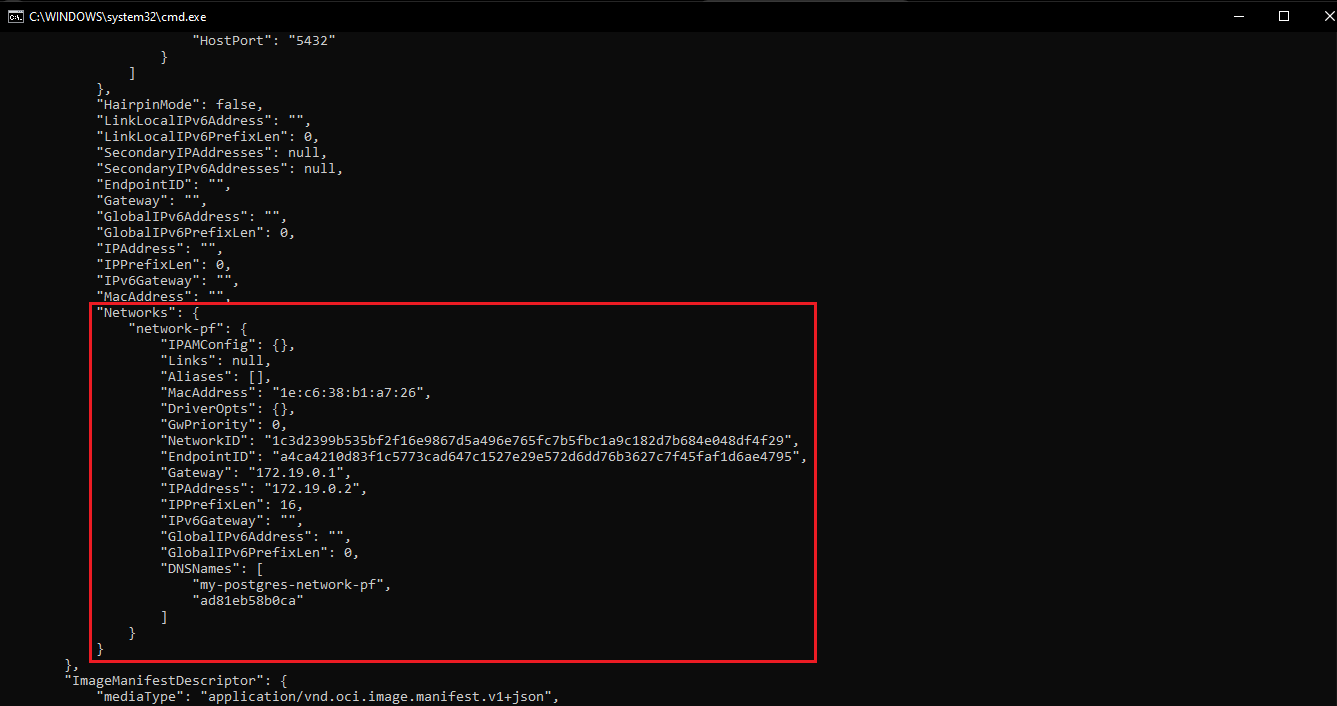 C:\WINDOWS\system32\cmd.exe
"HostPort": "5432"
}
]
},
"HairpinMode": false,
"LinkLocalIPv6Address": "",
"LinkLocalIPv6PrefixLen": 0,
"SecondaryIPAddresses": null,
"SecondaryIPv6Addresses": null,
"EndpointID": "",
"Gateway": "",
"GlobalIPv6Address": "",
"GlobalIPv6PrefixLen": 0,
"IPAddress": "",
"IPPrefixLen": 0,
"IPv6Gateway": "",
"MacAddress": "",
"Networks": {
"network-pf": {
"IPAMConfig": {},
"Links": null,
"Aliases": [],
"MacAddress": "1e:c6:38:b1:a7:26",
"DriverOpts": {},
"GwPriority": 0,
"NetworkID": "1c3d2399b535bf2f16e9867d5a496e765fc7b5fbc1a9c182d7b684e048df4f29",
"EndpointID": "a4ca4210d83f1c5773cad647c1527e29e572d6dd76b3627c7f45faf1d6ae4795",
"Gateway": "172.19.0.1",
"IPAddress": "172.19.0.2",
"IPPrefixLen": 16,
"IPv6Gateway": "",
"GlobalIPv6Address": "",
"GlobalIPv6PrefixLen": 0,
"DNSNames": [
"my-postgres-network-pf",
"ad81eb58b0ca"
]
}
}
},
"ImageManifestDescriptor": {
"mediaType": "application/vnd.oci.image.manifest.v1+json",